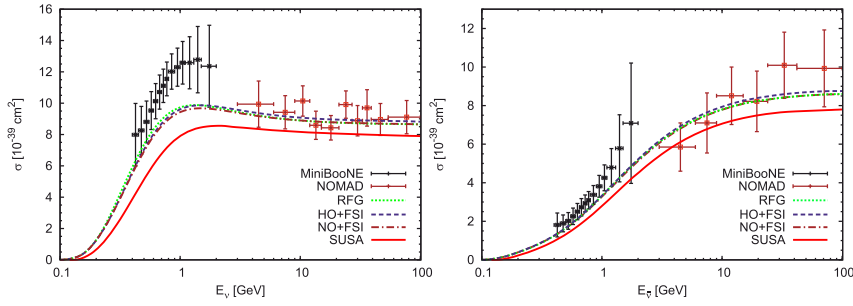 16
14
12
10
8
6
4
2
0
σ [10⁻³⁹ cm²]
MiniBooNE
NOMAD
RFG
HO+FSI
NO+FSI
SUSA
0.1 1 10 100
Eν [GeV]
12
10
8
6
4
2
0
σ [10⁻³⁹ cm²]
MiniBooNE
NOMAD
RFG
HO+FSI
NO+FSI
SUSA
0.1 1 10 100
Eν̄ [GeV]